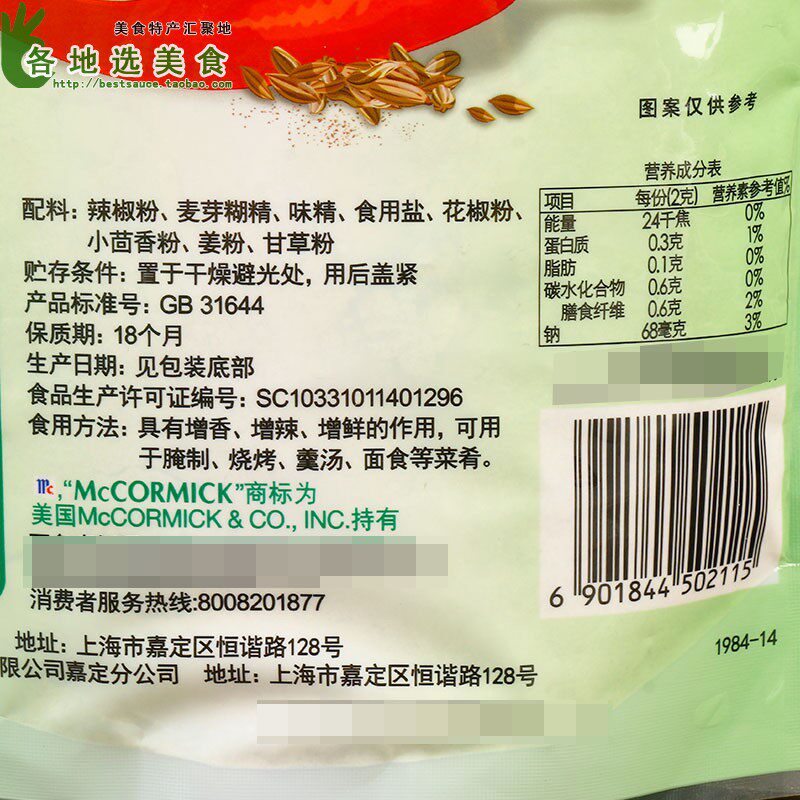 美食特产汇聚地
各地选美食
http://bestsauce.taobao.com
图案仅供参考
配料：辣椒粉、麦芽糊精、味精、食用盐、花椒粉、
小茴香粉、姜粉、甘草粉
贮存条件：置于干燥避光处，用后盖紧
产品标准号：GB 31644
保质期：18个月
生产日期：见包装底部
食品生产许可证编号：SC10331011401296
食用方法：具有增香、增辣、增鲜的作用，可用
于腌制、烧烤、羹汤、面食等菜肴。
Mc,“McCORMICK”商标为
美国McCORMICK & CO., INC.持有
消费者服务热线:8008201877
地址：上海市嘉定区恒谐路128号
限公司嘉定分公司 地址：上海市嘉定区恒谐路128号
营养成分表
项目 每份(2克) 营养素参考值%
能量 24千焦 0%
蛋白质 0.3克 1%
脂肪 0.1克 0%
碳水化合物 0.6克 0%
膳食纤维 0.6克 2%
钠 68毫克 3%
6 901844 502115
1984-14